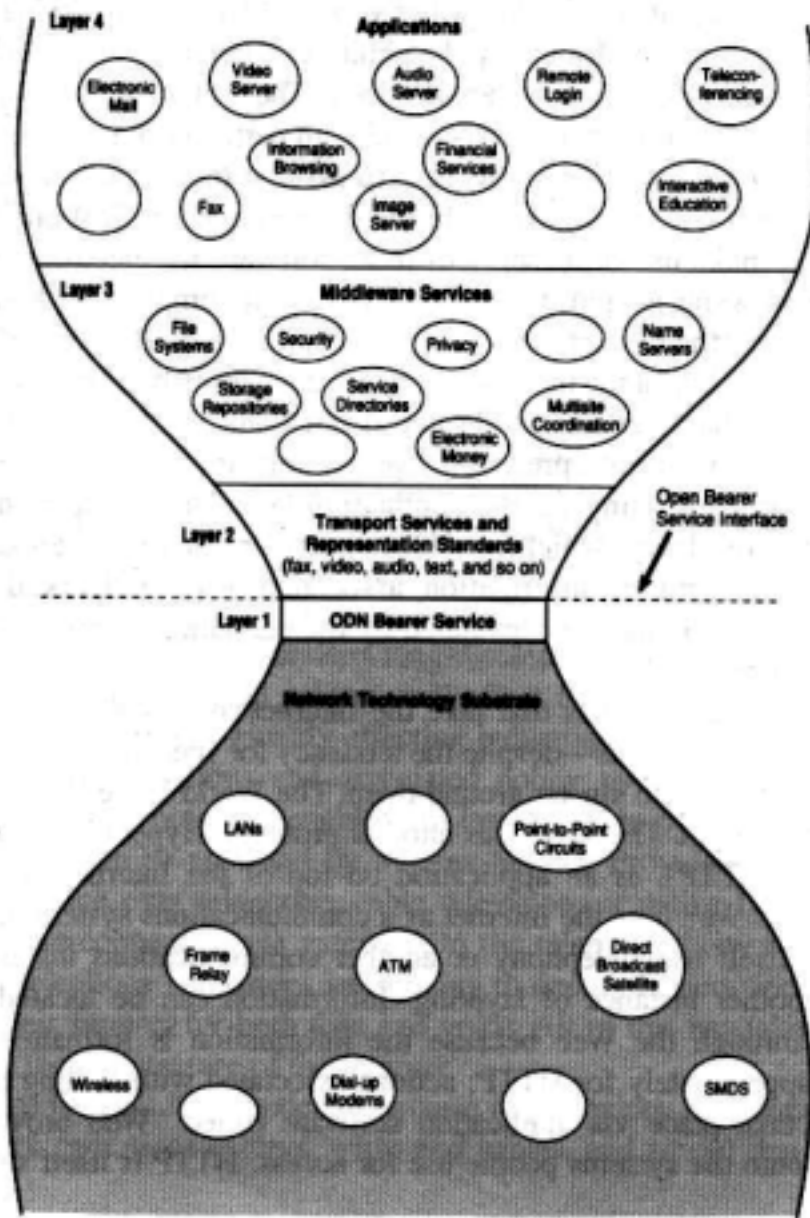 Layer 4
Applications
Electronic
Mail
Video
Server
Audio
Server
Remote
Login
Telecon-
ferencing
Information
Browsing
Financial
Services
Fax
Image
Server
Interactive
Education
Layer 3
Middleware Services
File
Systems
Security
Privacy
Name
Servers
Storage
Repositories
Service
Directories
Multisite
Coordination
Electronic
Money
Layer 2
Transport Services and
Representation Standards
(fax, video, audio, text, and so on)
Open Bearer
Service Interface
Layer 1
ODN Bearer Service
Network Technology Substrate
LANs
Point-to-Point
Circuits
Frame
Relay
ATM
Direct
Broadcast
Satellite
Wireless
Dial-up
Modems
SMDS